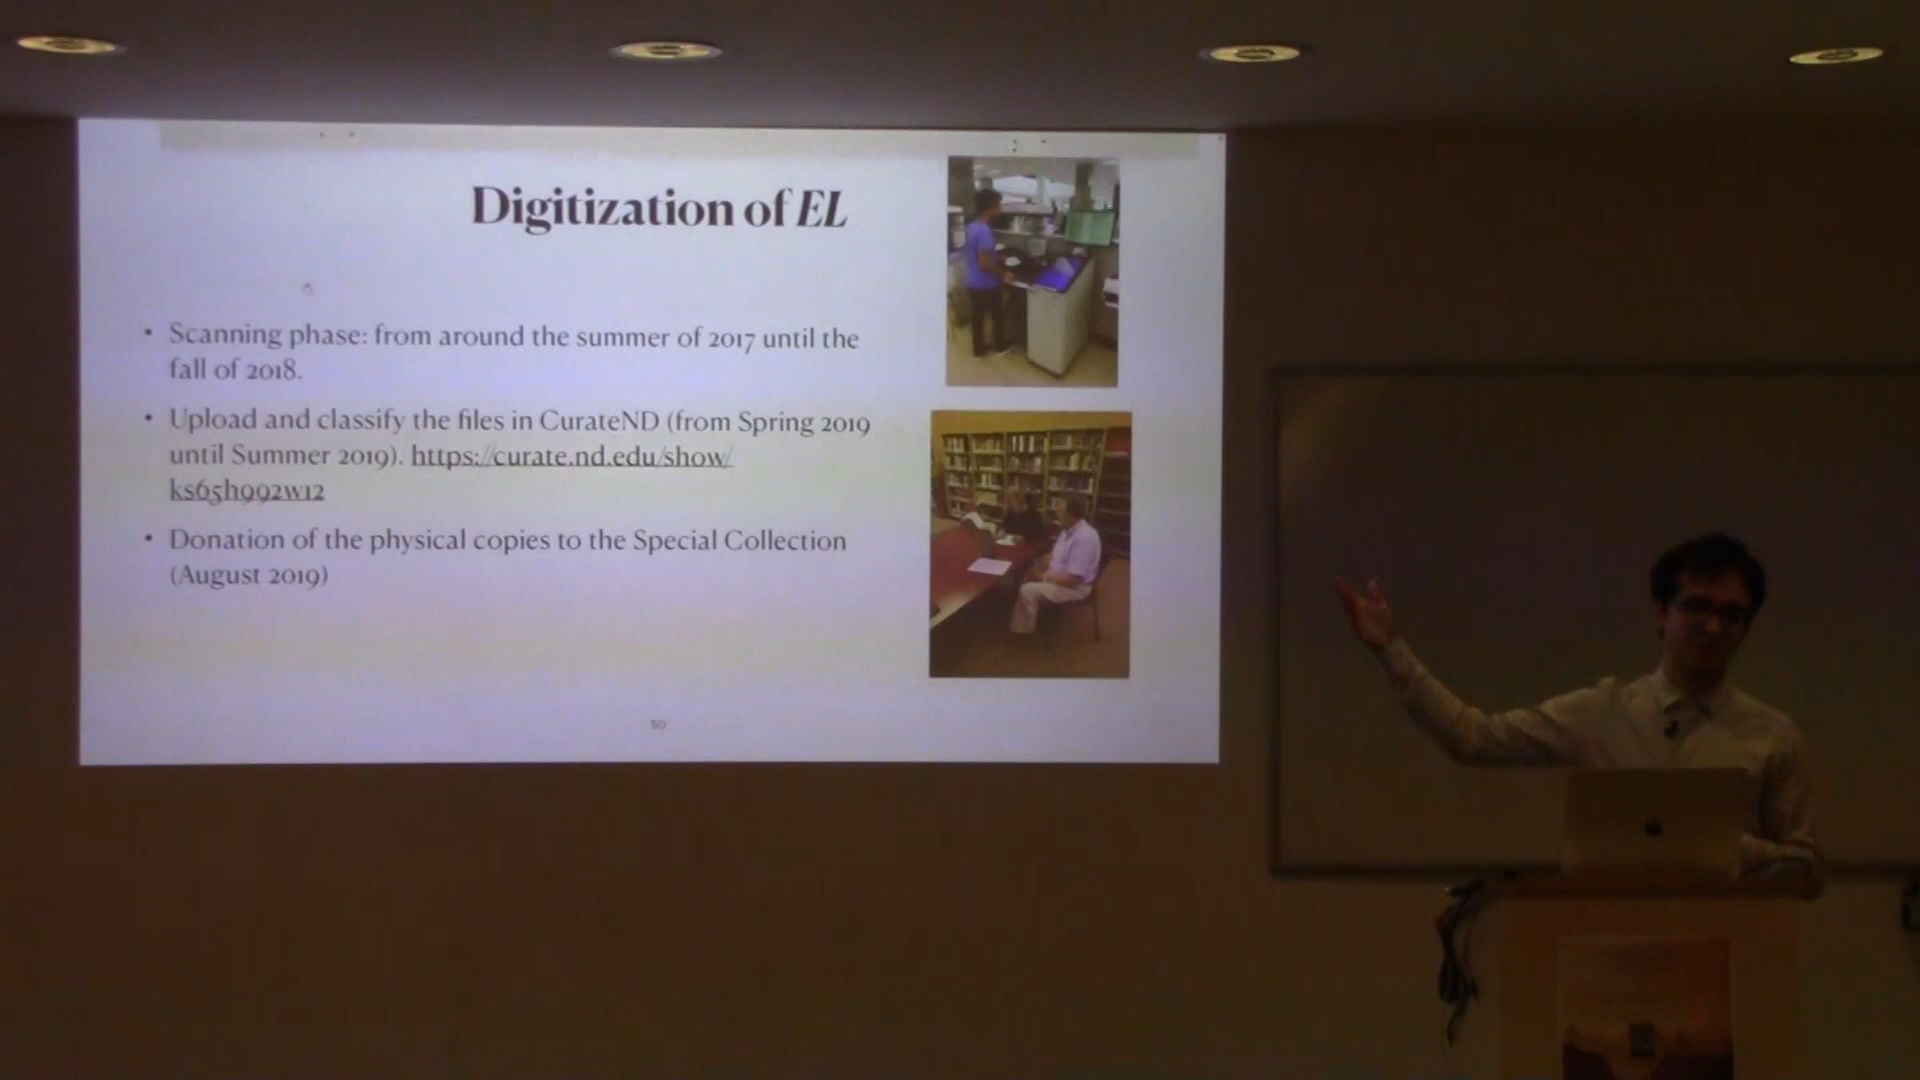 Digitization of EL
• Scanning phase: from around the summer of 2017 until the
fall of 2018.
• Upload and classify the files in CurateND (from Spring 2019
until Summer 2019). https://curate.nd.edu/show/
ks65h992w12
• Donation of the physical copies to the Special Collection
(August 2019)
50